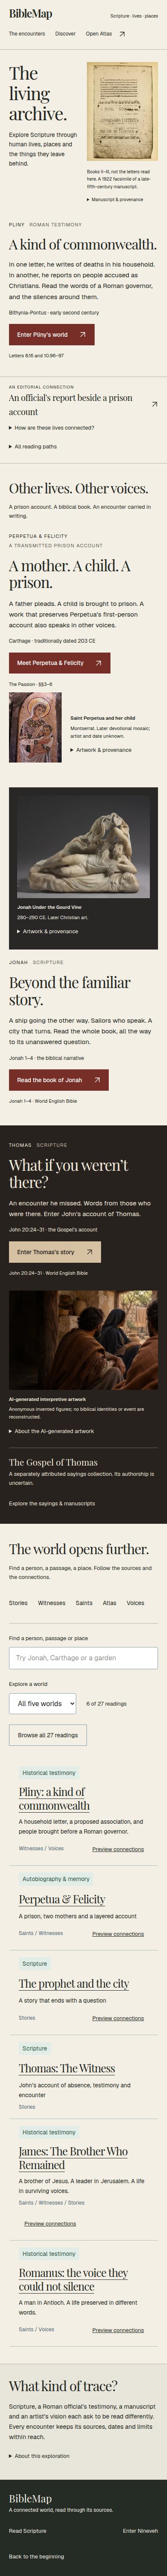 BibleMap
Scripture · lives · places
The encounters Discover Open Atlas
The
living
archive.
Explore Scripture through
human lives, places and
the things they leave
behind.
Books II–III, not the letters read
here. A 1922 facsimile of a late-
fifth-century manuscript.
Manuscript & provenance
PLINY ROMAN TESTIMONY
A kind of commonwealth.
In one letter, he writes of deaths in his household.
In another, he reports on people accused as
Christians. Read the words of a Roman governor,
and the silences around them.
Bithynia-Pontus · early second century
Enter Pliny's world
Letters 8.16 and 10.96–97
AN EDITORIAL CONNECTION
An official's report beside a prison
account
How are these lives connected?
All reading paths
Other lives. Other voices.
A prison account. A biblical book. An encounter carried in
writing.
PERPETUA & FELICITY
A TRANSMITTED PRISON ACCOUNT
A mother. A child. A
prison.
A father pleads. A child is brought to prison. A
work that preserves Perpetua's first-person
account also speaks in other voices.
Carthage · traditionally dated 203 CE
Meet Perpetua & Felicity
The Passion · §§3–6
Saint Perpetua and her child
Montserrat. Later devotional mosaic;
artist and date unknown.
Artwork & provenance
Jonah Under the Gourd Vine
280–290 CE. Later Christian art.
Artwork & provenance
JONAH SCRIPTURE
Beyond the familiar
story.
A ship going the other way. Sailors who speak. A
city that turns. Read the whole book, all the way
to its unanswered question.
Jonah 1–4 · the biblical narrative
Read the book of Jonah
Jonah 1–4 · World English Bible
THOMAS SCRIPTURE
What if you weren't
there?
An encounter he missed. Words from those who
were there. Enter John's account of Thomas.
John 20:24–31 · the Gospel's account
Enter Thomas's story
John 20:24–31 · World English Bible
AI-generated interpretive artwork
Anonymous invented figures; no biblical identities or event are
reconstructed.
About the AI-generated artwork
The Gospel of Thomas
A separately attributed sayings collection. Its authorship is
uncertain.
Explore the sayings & manuscripts
The world opens further.
Find a person, a passage, a place. Follow the sources and
the connections.
Stories Witnesses Saints Atlas Voices
Find a person, passage or place
Try Jonah, Carthage or a garden
Explore a world
All five worlds
6 of 27 readings
Browse all 27 readings
Historical testimony
Pliny: a kind of
commonwealth
A household letter, a proposed association, and
people brought before a Roman governor.
Witnesses / Voices Preview connections
Autobiography & memory
Perpetua & Felicity
A prison, two mothers and a layered account
Saints / Witnesses Preview connections
Scripture
The prophet and the city
A story that ends with a question
Stories Preview connections
Scripture
Thomas: The Witness
John's account of absence, testimony and
encounter
Stories
Historical testimony
James: The Brother Who
Remained
A brother of Jesus. A leader in Jerusalem. A life
in surviving voices.
Saints / Witnesses / Stories
Preview connections
Historical testimony
Romanus: the voice they
could not silence
A man in Antioch. A life preserved in different
words.
Saints / Voices Preview connections
What kind of trace?
Scripture, a Roman official's testimony, a manuscript
and an artist's vision each ask to be read differently.
Every encounter keeps its sources, dates and limits
within reach.
About this exploration
BibleMap
A connected world, read through its sources.
Read Scripture Enter Nineveh
Back to the beginning